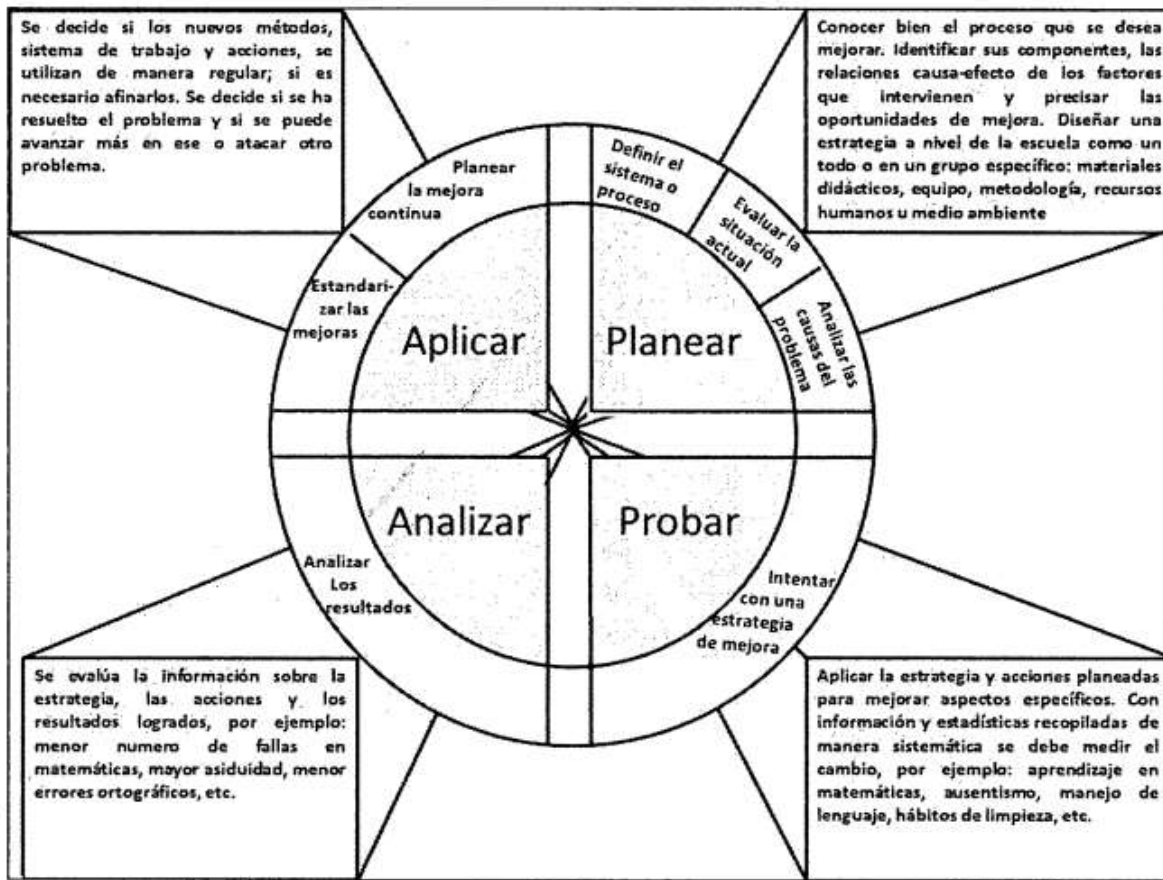 Se decide si los nuevos métodos,
sistema de trabajo y acciones, se
utilizan de manera regular; si es
necesario afinarlos. Se decide si se ha
resuelto el problema y si se puede
avanzar más en ese o atacar otro
problema.
Conocer bien el proceso que se desea
mejorar. Identificar sus componentes, las
relaciones causa-efecto de los factores
que intervienen y precisar las
oportunidades de mejora. Diseñar una
estrategia a nivel de la escuela como un
todo o en un grupo específico: materiales
didácticos, equipo, metodología, recursos
humanos u medio ambiente
Planear
la mejora
continua
Estandari-
zar las
mejoras
Definir el
sistema o
proceso
Evaluar la
situación
actual
Analizar las
causas del
problema
Aplicar
Planear
Analizar
Probar
Analizar
Los
resultados
Intentar
con una
estrategia
de mejora
Se evalúa la información sobre la
estrategia, las acciones y los
resultados logrados, por ejemplo:
menor numero de fallas en
matemáticas, mayor asiduidad, menor
errores ortográficos, etc.
Aplicar la estrategia y acciones planeadas
para mejorar aspectos específicos. Con
información y estadísticas recopiladas de
manera sistemática se debe medir el
cambio, por ejemplo: aprendizaje en
matemáticas, ausentismo, manejo de
lenguaje, hábitos de limpieza, etc.